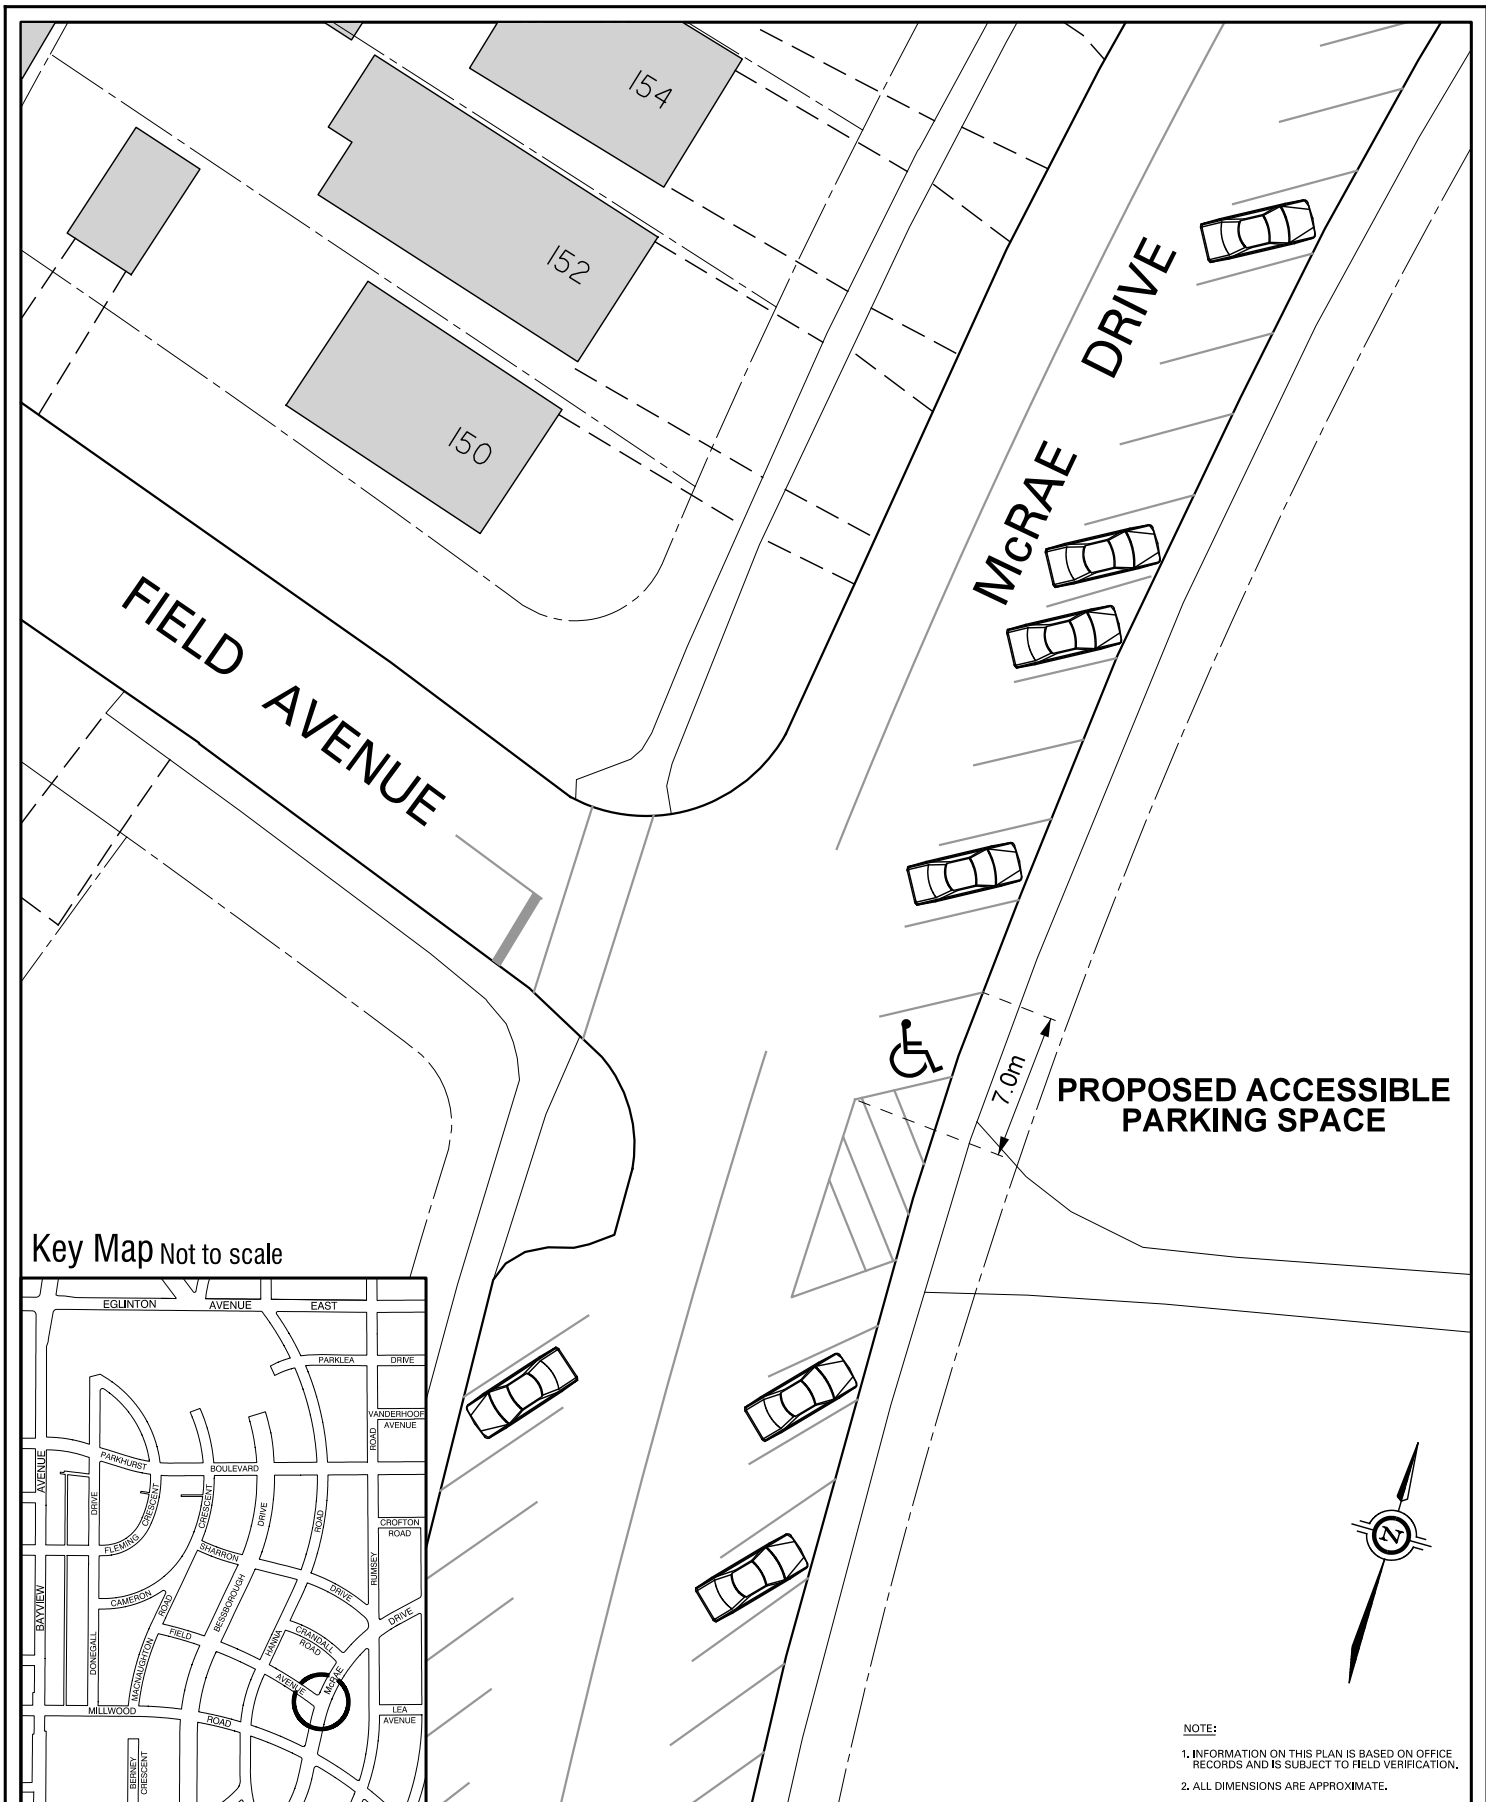 154
152
150
McRAE DRIVE
FIELD AVENUE
7.0m
PROPOSED ACCESSIBLE
PARKING SPACE
Key Map Not to scale
EGLINTON AVENUE EAST
PARKLEA DRIVE
VANDERHOOF
AVENUE
ROAD
AVENUE
PARKHURST
BOULEVARD
DRIVE
CRESCENT
CRESCENT
DRIVE
ROAD
CROFTON
ROAD
FLEMING
SHARRON
RUMSEY
DRIVE
DRIVE
CAMERON
ROAD
BESSBOROUGH
BAYVIEW
FIELD
HANNA
CRANDALL
ROAD
DONEGALL
MACNAUGHTON
AVENUE
McRAE
MILLWOOD
ROAD
LEA
AVENUE
BERNEY
CRESCENT
N
NOTE:
1. INFORMATION ON THIS PLAN IS BASED ON OFFICE
RECORDS AND IS SUBJECT TO FIELD VERIFICATION.
2. ALL DIMENSIONS ARE APPROXIMATE.